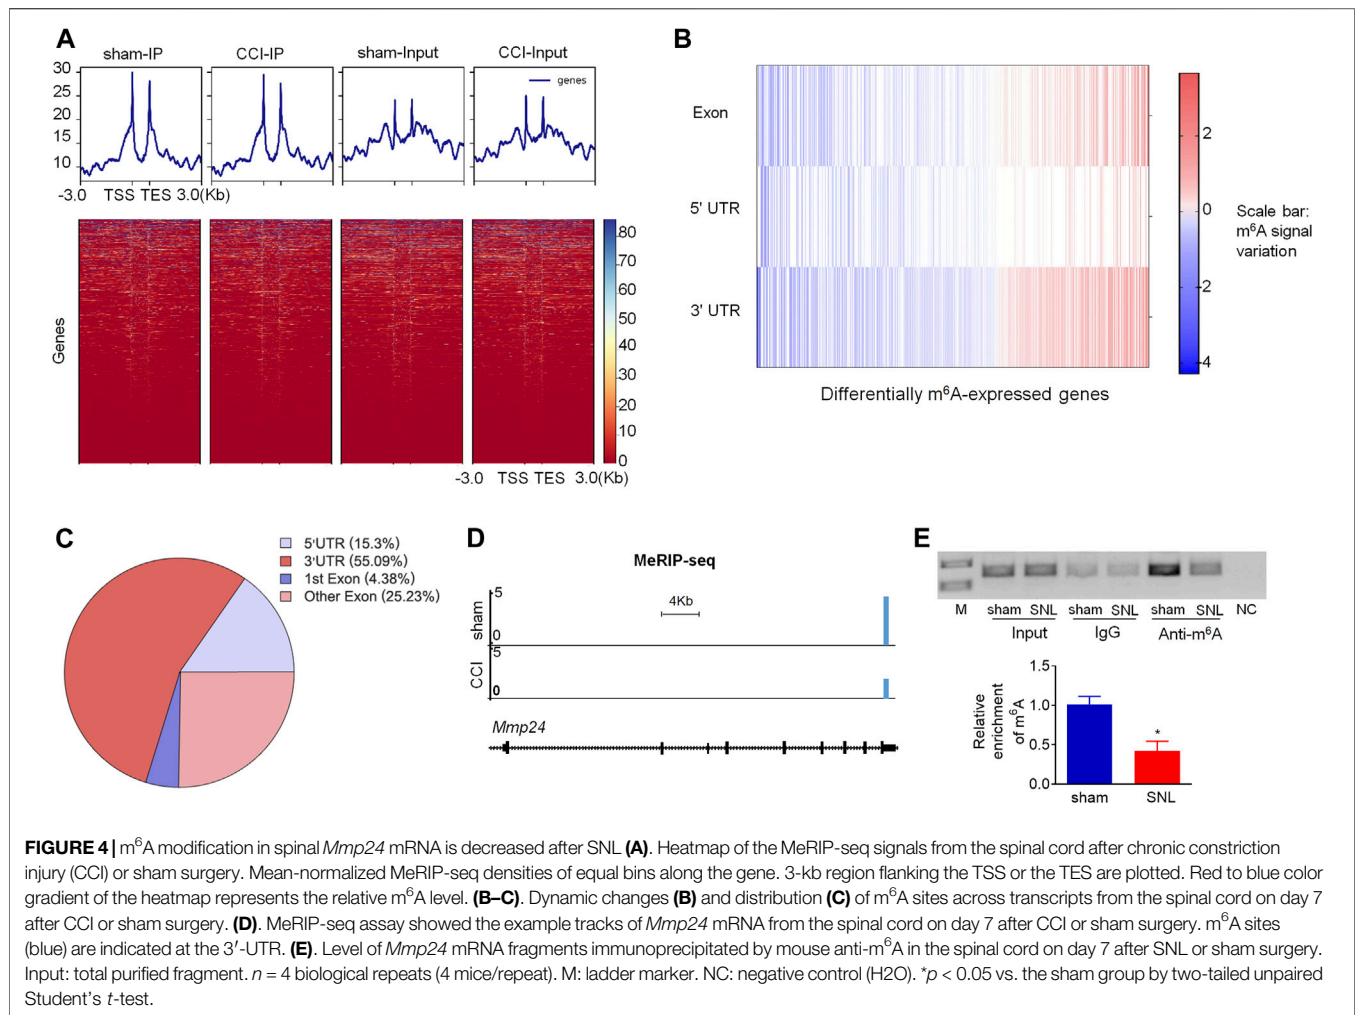 A
sham-IP
CCI-IP
sham-Input
CCI-Input
30
25
20
15
10
genes
-3.0 TSS TES 3.0(Kb)
Genes
80
70
60
50
40
30
20
10
0
-3.0 TSS TES 3.0(Kb)
B
Exon
5' UTR
3' UTR
2
0
2
4
Scale bar:
m⁶A signal
variation
Differentially m⁶A-expressed genes
C
5'UTR (15.3%)
3'UTR (55.09%)
1st Exon (4.38%)
Other Exon (25.23%)
D
MeRIP-seq
4Kb
sham
5
0
CCI
5
0
Mmp24
E
M sham SNL sham SNL sham SNL NC
Input IgG Anti-m⁶A
Relative
enrichment
of m⁶A
1.5
1.0
0.5
0.0
*
sham SNL
FIGURE 4 | m⁶A modification in spinal Mmp24 mRNA is decreased after SNL (A). Heatmap of the MeRIP-seq signals from the spinal cord after chronic constriction
injury (CCI) or sham surgery. Mean-normalized MeRIP-seq densities of equal bins along the gene. 3-kb region flanking the TSS or the TES are plotted. Red to blue color
gradient of the heatmap represents the relative m⁶A level. (B–C). Dynamic changes (B) and distribution (C) of m⁶A sites across transcripts from the spinal cord on day 7
after CCI or sham surgery. (D). MeRIP-seq assay showed the example tracks of Mmp24 mRNA from the spinal cord on day 7 after CCI or sham surgery. m⁶A sites
(blue) are indicated at the 3′-UTR. (E). Level of Mmp24 mRNA fragments immunoprecipitated by mouse anti-m⁶A in the spinal cord on day 7 after SNL or sham surgery.
Input: total purified fragment. n = 4 biological repeats (4 mice/repeat). M: ladder marker. NC: negative control (H2O). *p < 0.05 vs. the sham group by two-tailed unpaired
Student's t-test.